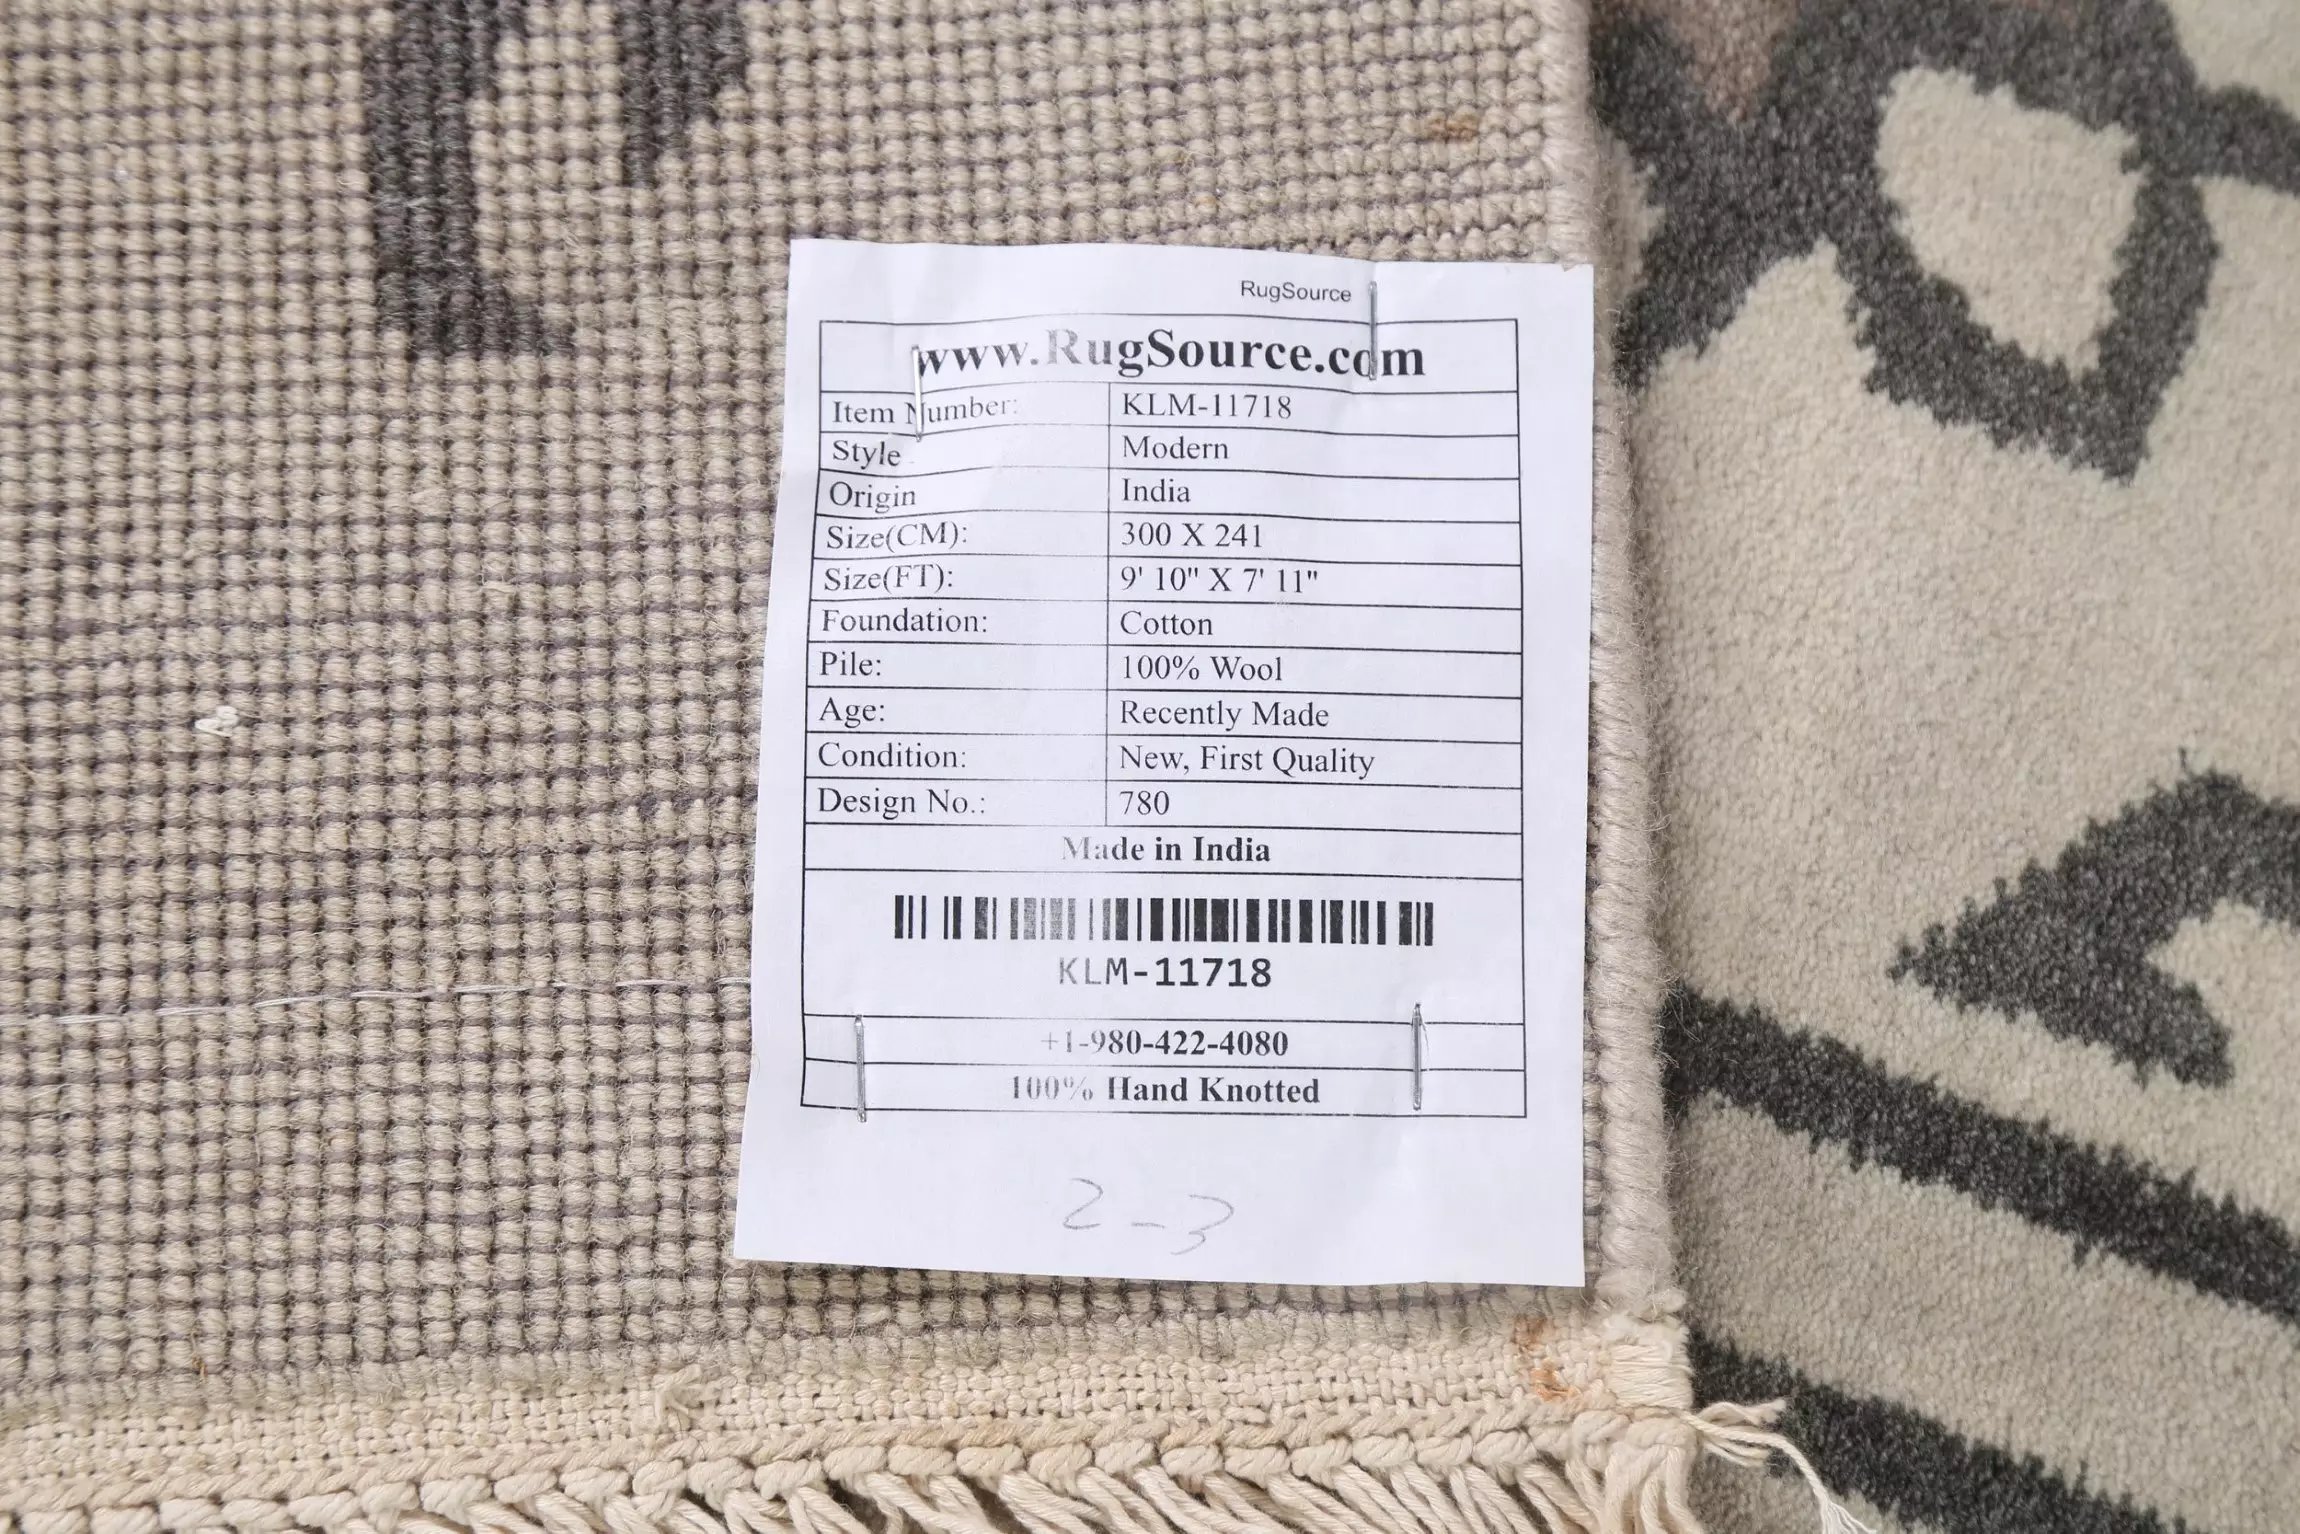 RugSource
www.RugSource.com
Item Number: KLM-11718
Style Modern
Origin India
Size(CM): 300 X 241
Size(FT): 9' 10" X 7' 11"
Foundation: Cotton
Pile: 100% Wool
Age: Recently Made
Condition: New, First Quality
Design No.: 780
Made in India
KLM-11718
+1-980-422-4080
100% Hand Knotted
2-3